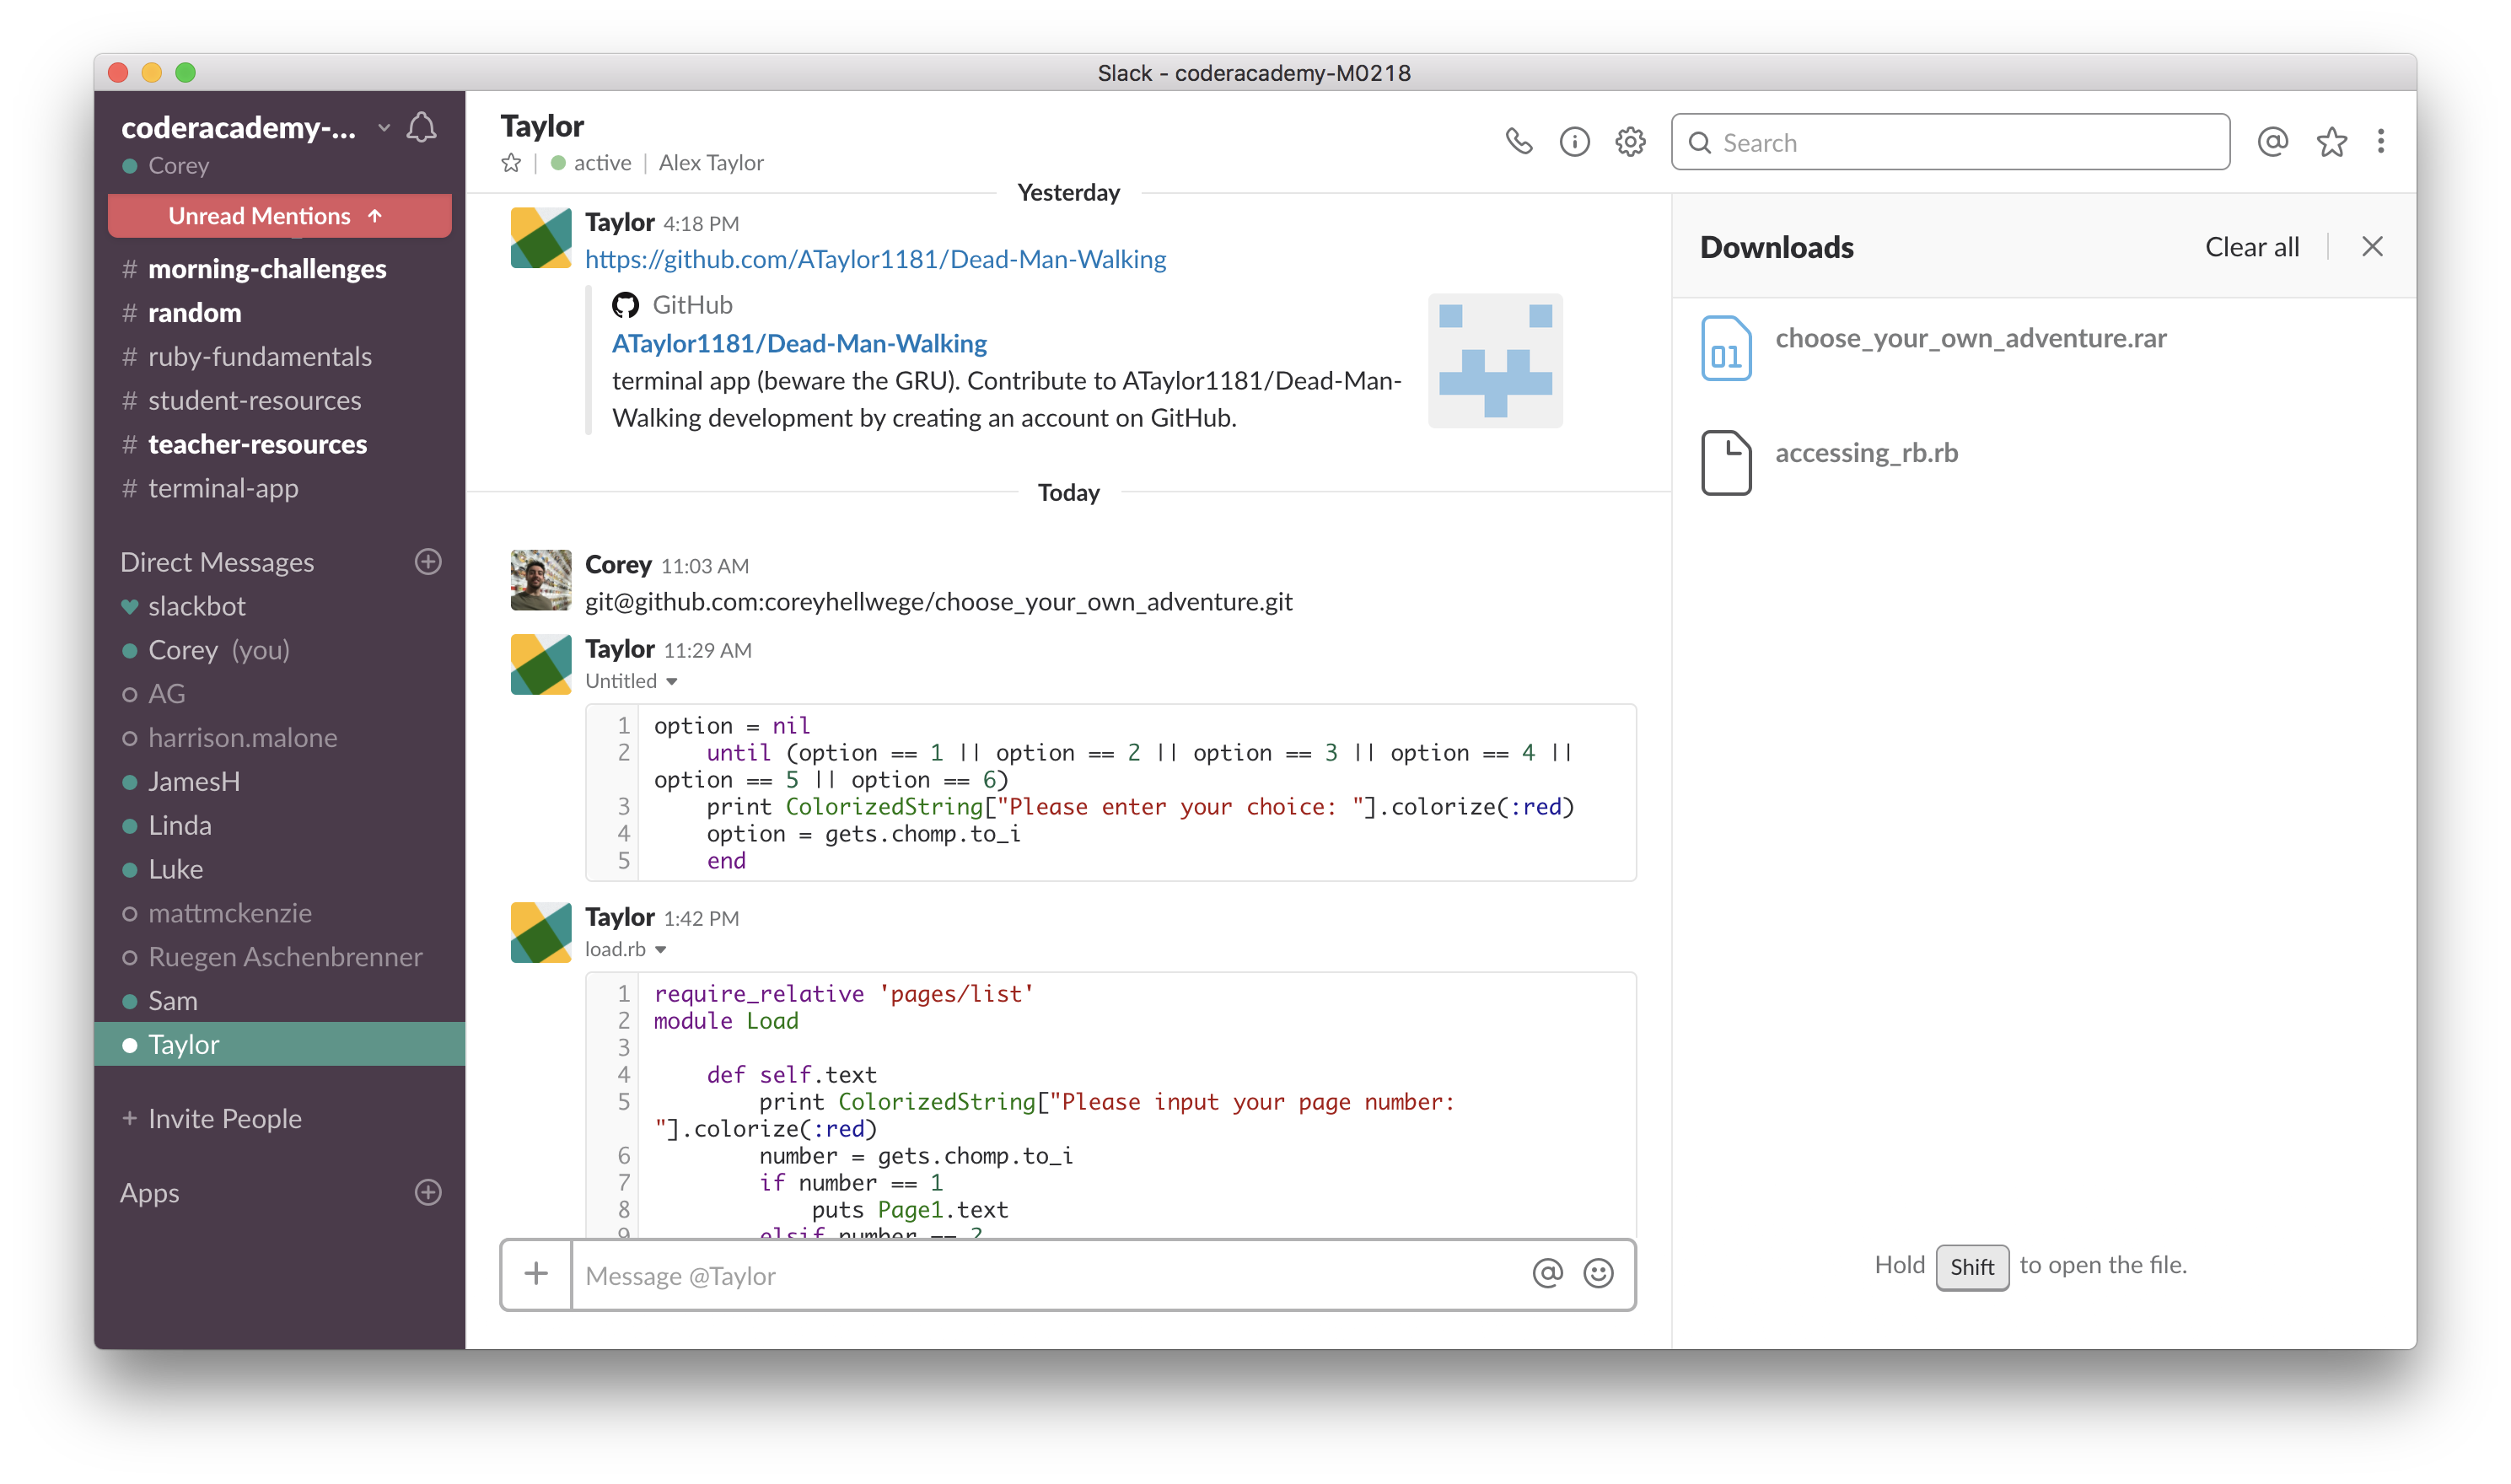 Slack - coderacademy-M0218
coderacademy-...
Corey
Unread Mentions ↑
# morning-challenges
# random
# ruby-fundamentals
# student-resources
# teacher-resources
# terminal-app
Direct Messages
slackbot
Corey (you)
AG
harrison.malone
JamesH
Linda
Luke
mattmckenzie
Ruegen Aschenbrenner
Sam
Taylor
+ Invite People
Apps
Taylor
active | Alex Taylor
Search
Yesterday
Taylor 4:18 PM
https://github.com/ATaylor1181/Dead-Man-Walking
GitHub
ATaylor1181/Dead-Man-Walking
terminal app (beware the GRU). Contribute to ATaylor1181/Dead-Man-
Walking development by creating an account on GitHub.
Today
Corey 11:03 AM
git@github.com:coreyhellwege/choose_your_own_adventure.git
Taylor 11:29 AM
Untitled
1 option = nil
2 until (option == 1 || option == 2 || option == 3 || option == 4 ||
option == 5 || option == 6)
3 print ColorizedString["Please enter your choice: "].colorize(:red)
4 option = gets.chomp.to_i
5 end
Taylor 1:42 PM
load.rb
1 require_relative 'pages/list'
2 module Load
3
4 def self.text
5 print ColorizedString["Please input your page number:
"].colorize(:red)
6 number = gets.chomp.to_i
7 if number == 1
8 puts Page1.text
9 elsif number == 2
Message @Taylor
Downloads
Clear all
01
choose_your_own_adventure.rar
accessing_rb.rb
Hold Shift to open the file.